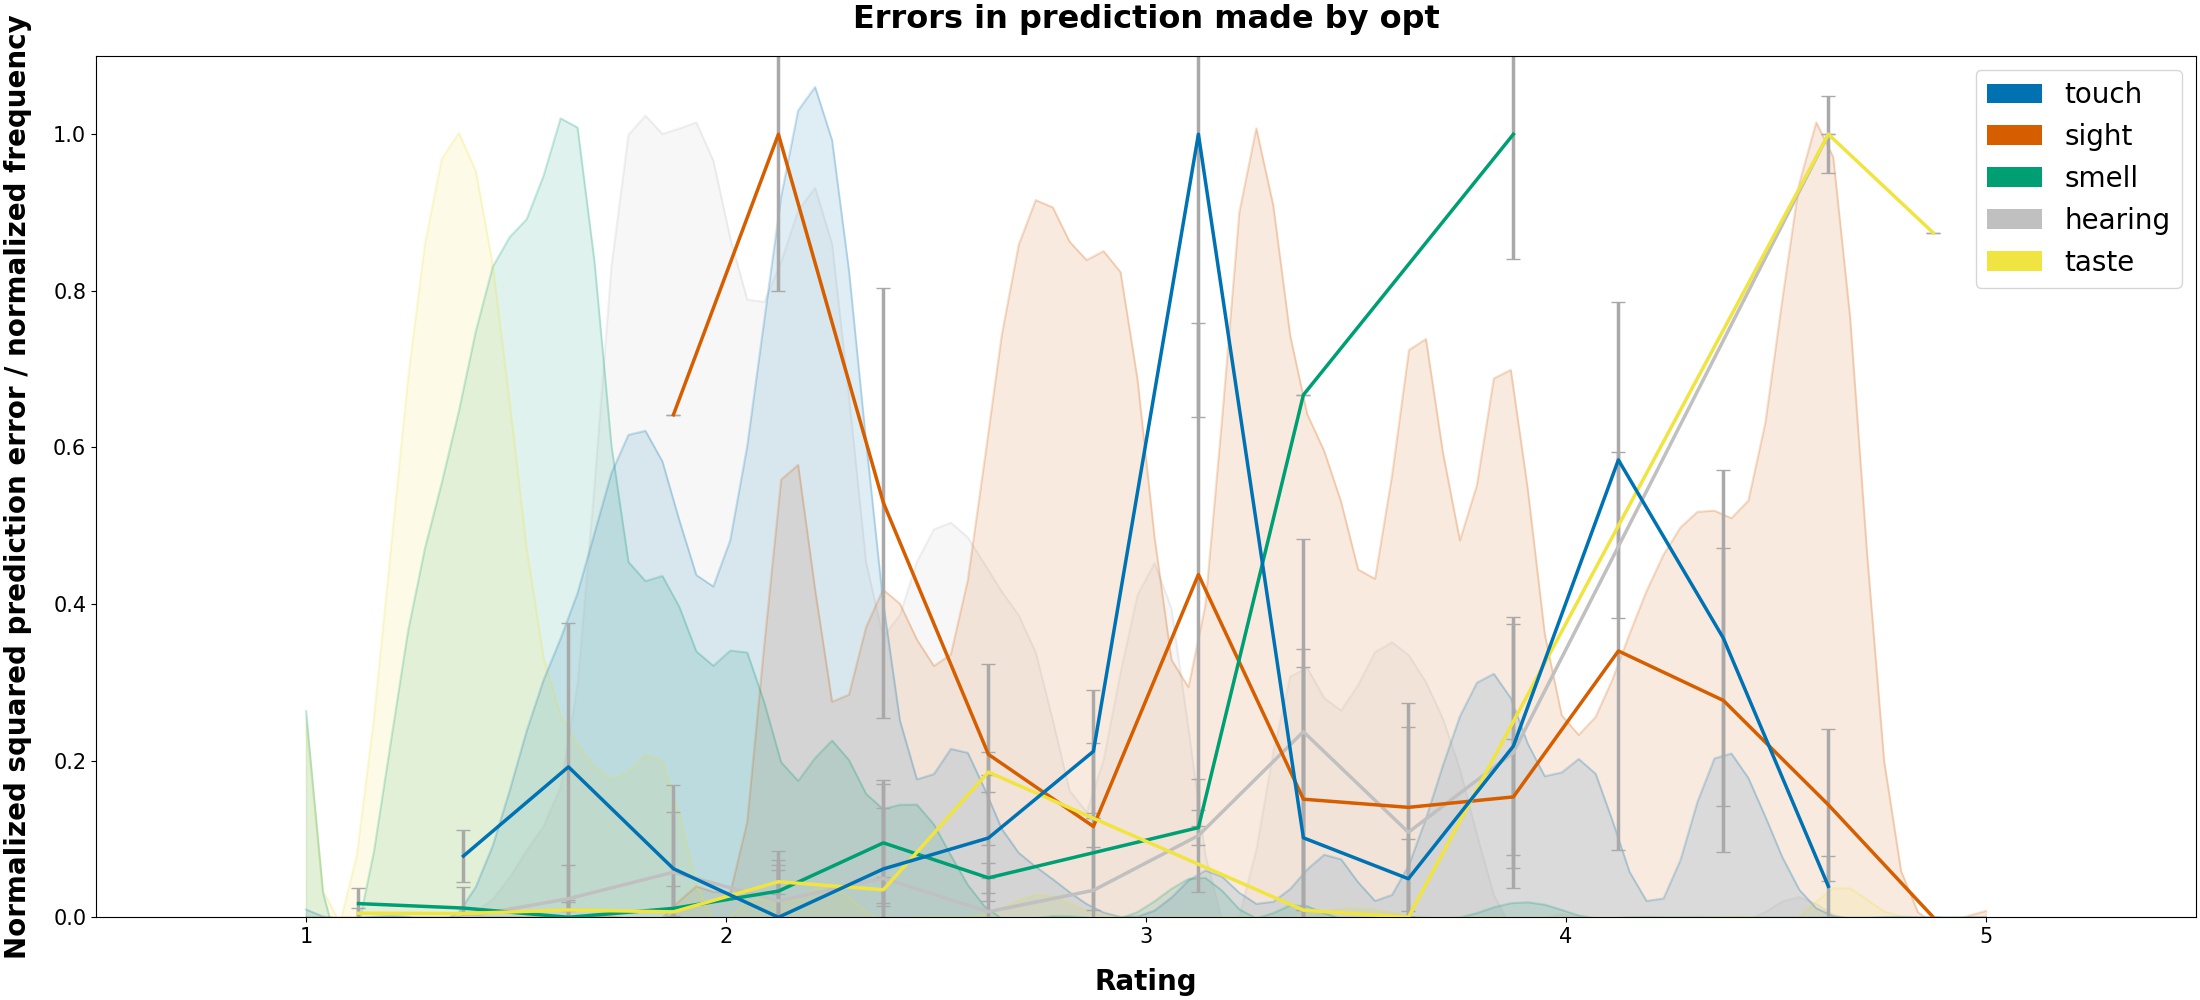 Errors in prediction made by opt
Normalized squared prediction error / normalized frequency
1.0
0.8
0.6
0.4
0.2
0.0
1 2 3 4 5
Rating
touch
sight
smell
hearing
taste